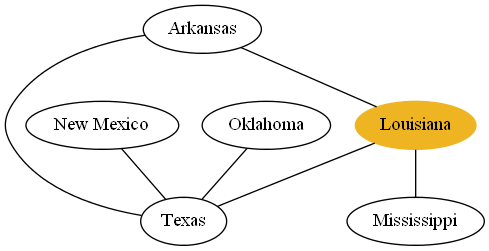 Arkansas
New Mexico
Oklahoma
Louisiana
Texas
Mississippi